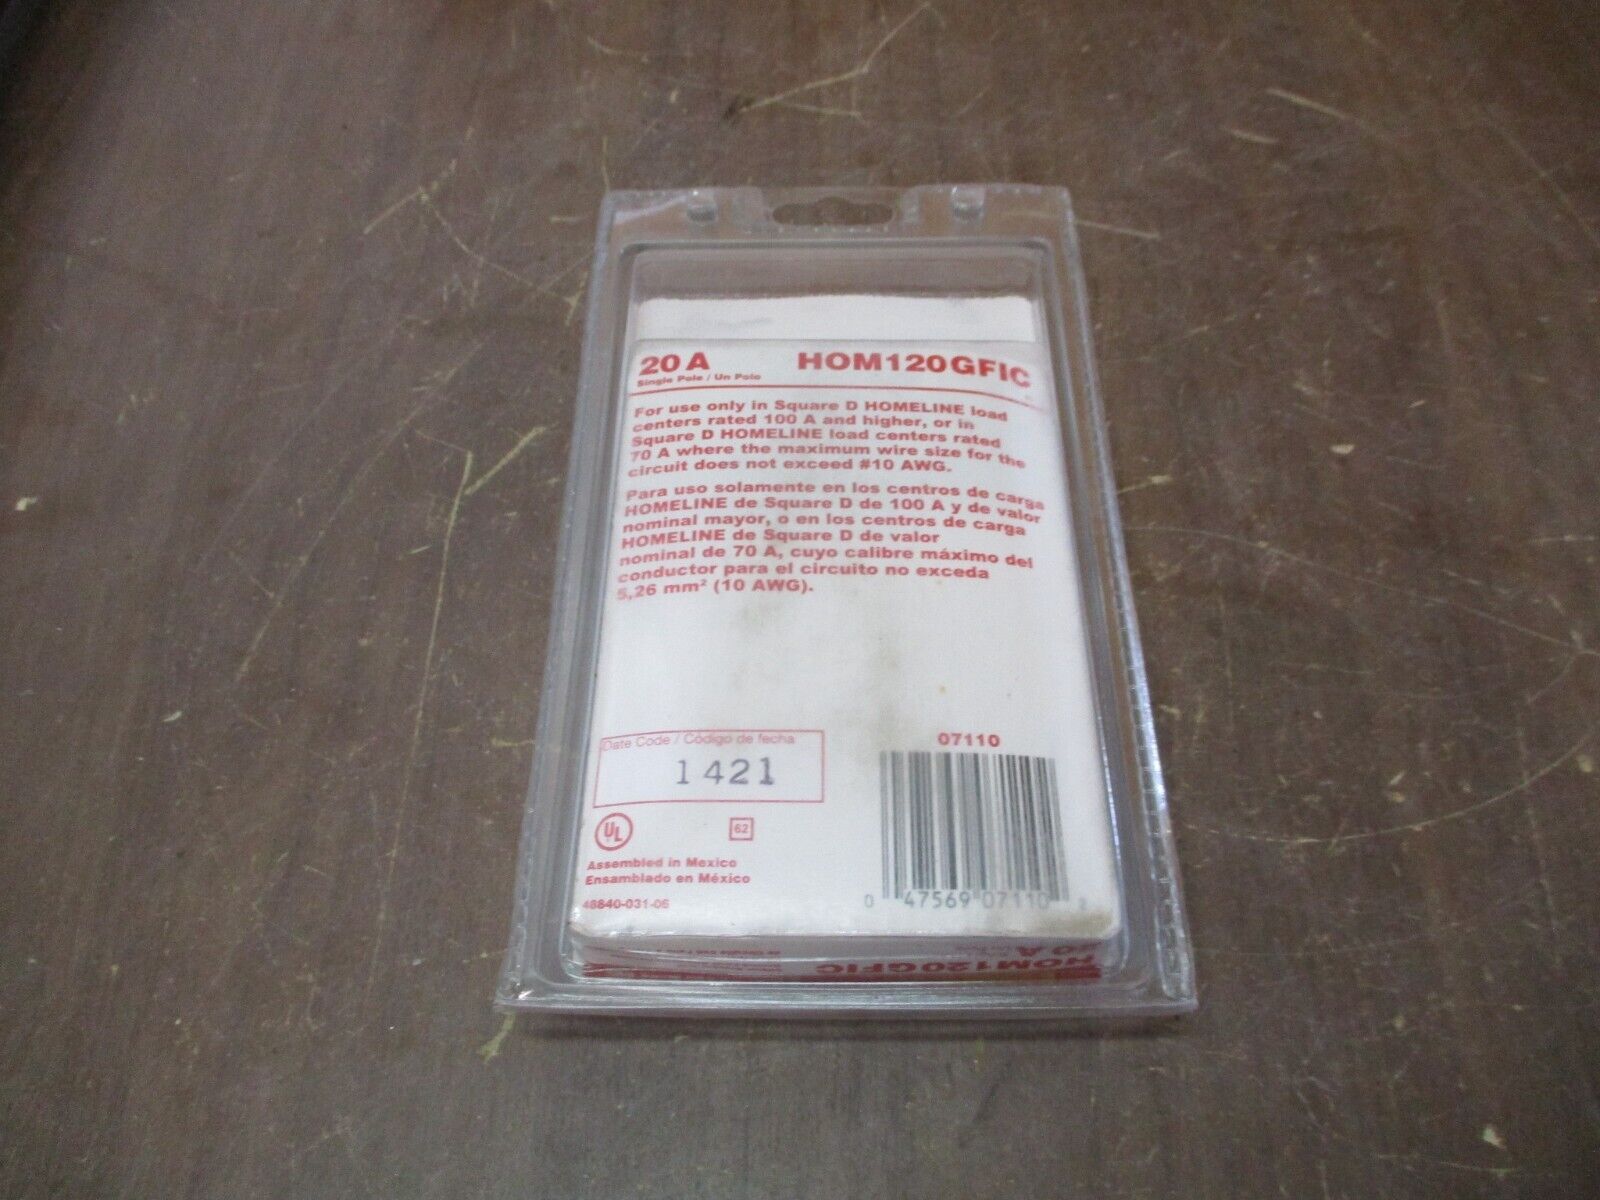 20 A HOM120GFIC
Single Pole / Un Polo
For use only in Square D HOMELINE load
centers rated 100 A and higher, or in
Square D HOMELINE load centers rated
70 A where the maximum wire size for the
circuit does not exceed #10 AWG.
Para uso solamente en los centros de carga
HOMELINE de Square D de 100 A y de valor
nominal mayor, o en los centros de carga
HOMELINE de Square D de valor
nominal de 70 A, cuyo calibre máximo del
conductor para el circuito no exceda
5,26 mm² (10 AWG).
Date Code / Código de fecha
1421
07110
UL
62
Assembled in Mexico
Ensamblado en México
48840-031-06
0 47569 07110 2
HOM120GFIC
20 A